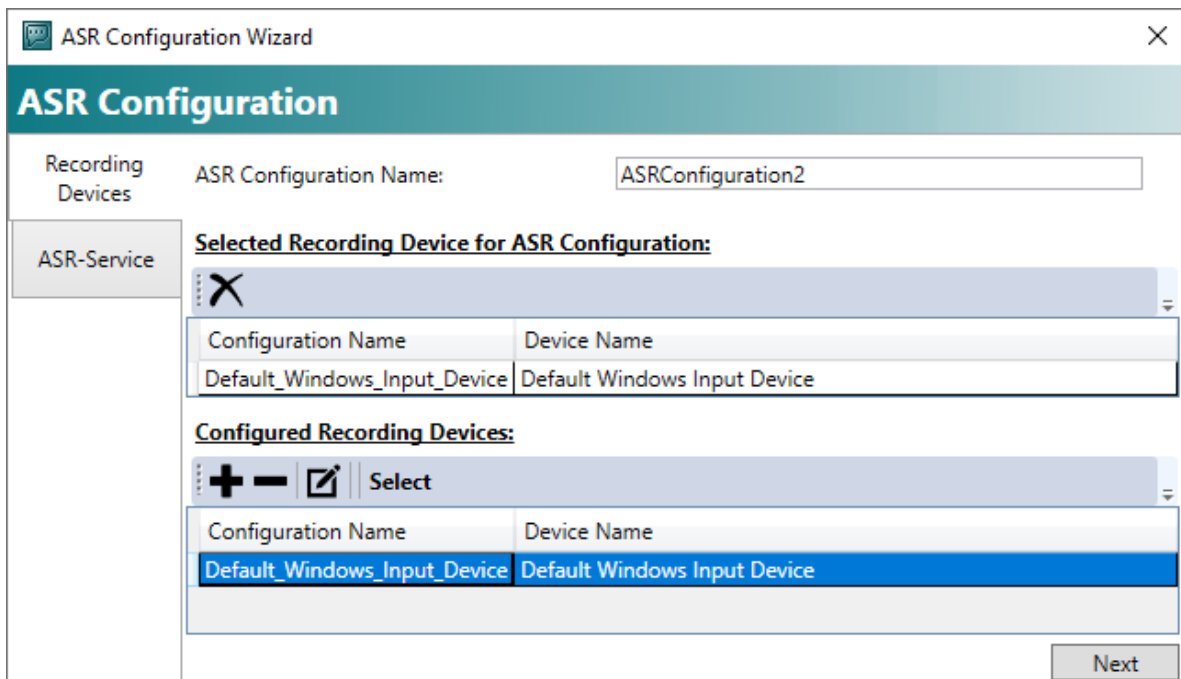 ASR Configuration Wizard
ASR Configuration
Recording
Devices
ASR Configuration Name: ASRConfiguration2
ASR-Service
Selected Recording Device for ASR Configuration:
Configuration Name Device Name
Default_Windows_Input_Device Default Windows Input Device
Configured Recording Devices:
Select
Configuration Name Device Name
Default_Windows_Input_Device Default Windows Input Device
Next